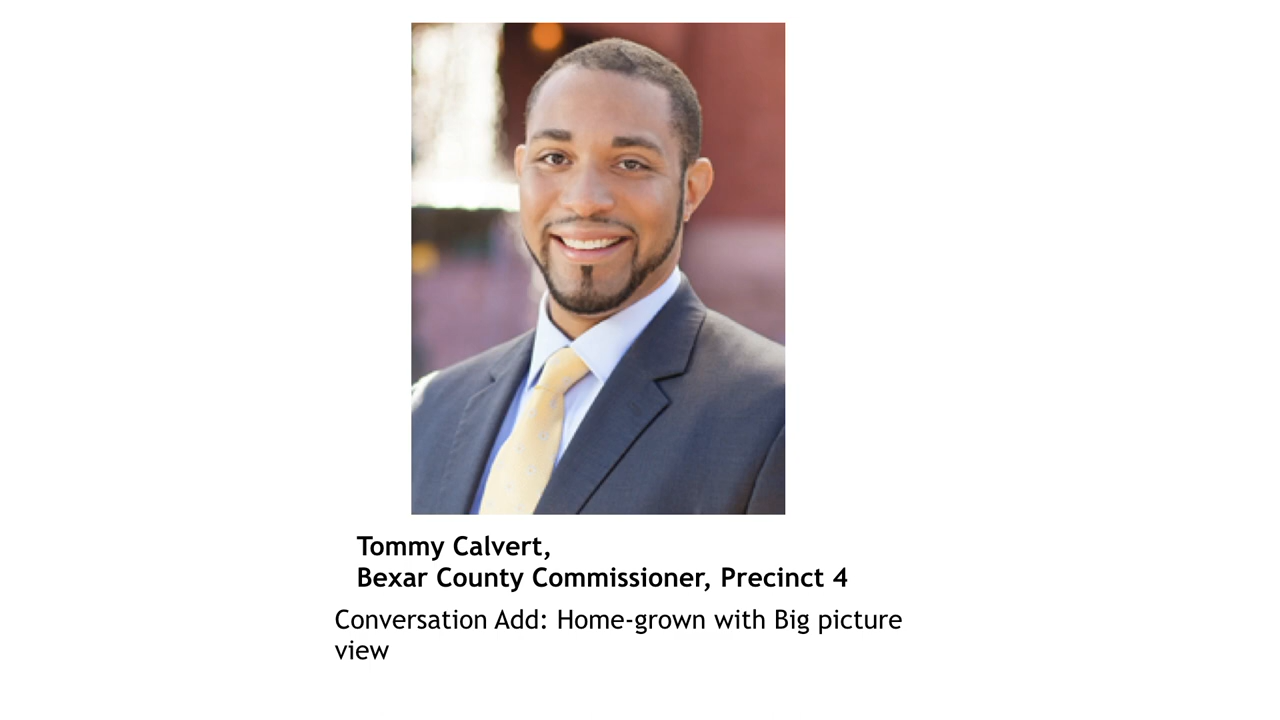 Tommy Calvert,
Bexar County Commissioner, Precinct 4
Conversation Add: Home-grown with Big picture
view